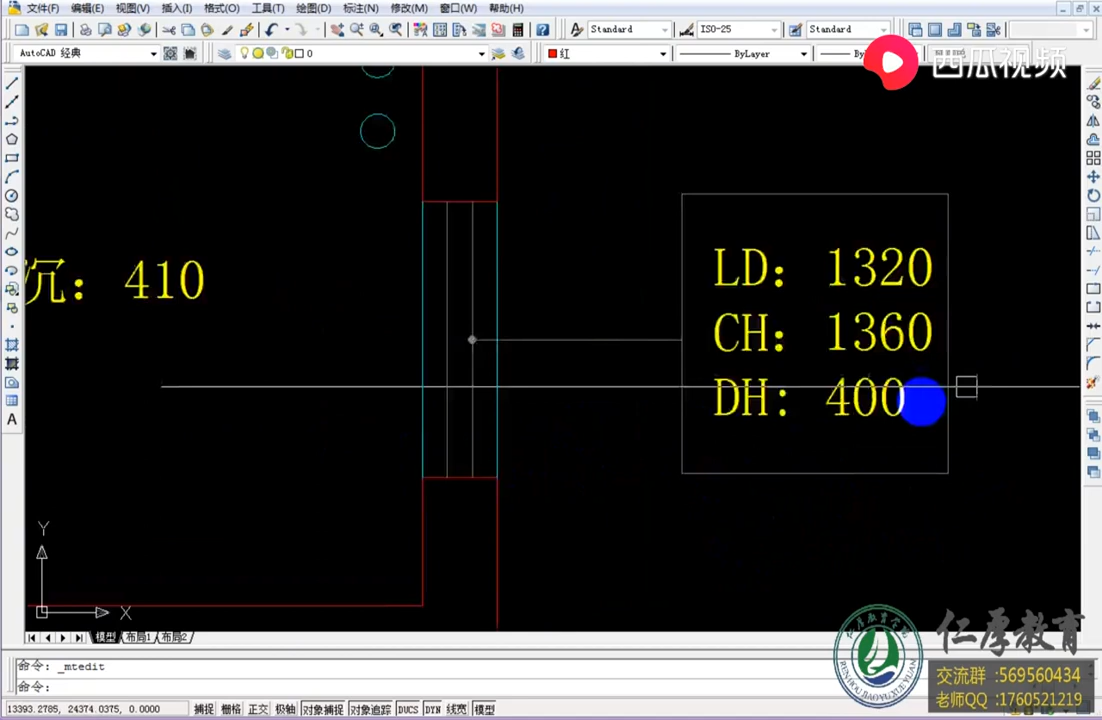 文件(F) 编辑(E) 视图(V) 插入(I) 格式(O) 工具(T) 绘图(D) 标注(N) 修改(M) 窗口(W) 帮助(H)
Standard ISO-25 Standard
AutoCAD 经典 0 红 ByLayer By
西瓜视频
沉：410
LD：1320
CH：1360
DH：400
Y
X
A
模型 布局1 布局2
命令: _mtedit
命令:
仁厚教育
RENHOUJIAOYUXUEYUAN
交流群 :569560434
老师QQ :1760521219
13393.2785, 24374.0375, 0.0000 捕捉 栅格 正交 极轴 对象捕捉 对象追踪 DUCS DYN 线宽 模型